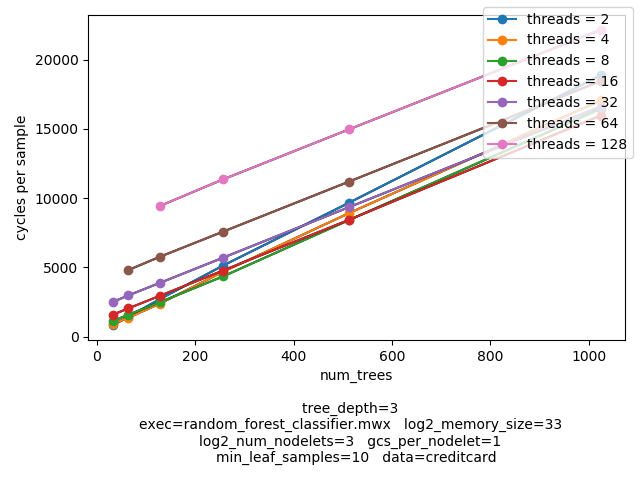 threads = 2
threads = 4
threads = 8
threads = 16
threads = 32
threads = 64
threads = 128
20000
15000
10000
5000
0
cycles per sample
0 200 400 600 800 1000
num_trees
tree_depth=3
exec=random_forest_classifier.mwx log2_memory_size=33
log2_num_nodelets=3 gcs_per_nodelet=1
min_leaf_samples=10 data=creditcard